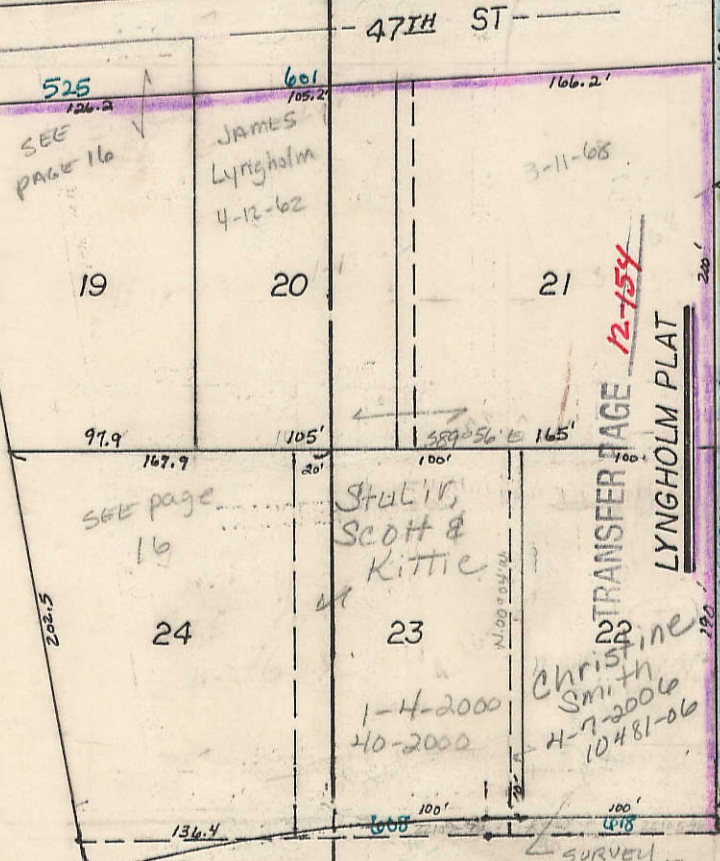 47TH ST
525
601
126.2
105.2'
166.2'
SEE
PAGE 16
JAMES
Lyngholm
4-12-62
3-11-68
19
20
21
200'
12-154
TRANSFER PAGE
LYNGHOLM PLAT
97.9
105'
S89°56' E
165'
167.9
20'
100'
100'
SEE page
16
Stulir,
Scott &
Kittie
202.5
24
23
22
190'
1-4-2000
40-2000
Christine
Smith
4-7-2006
10481-06
136.4
608
100'
100'
618
SURVEY